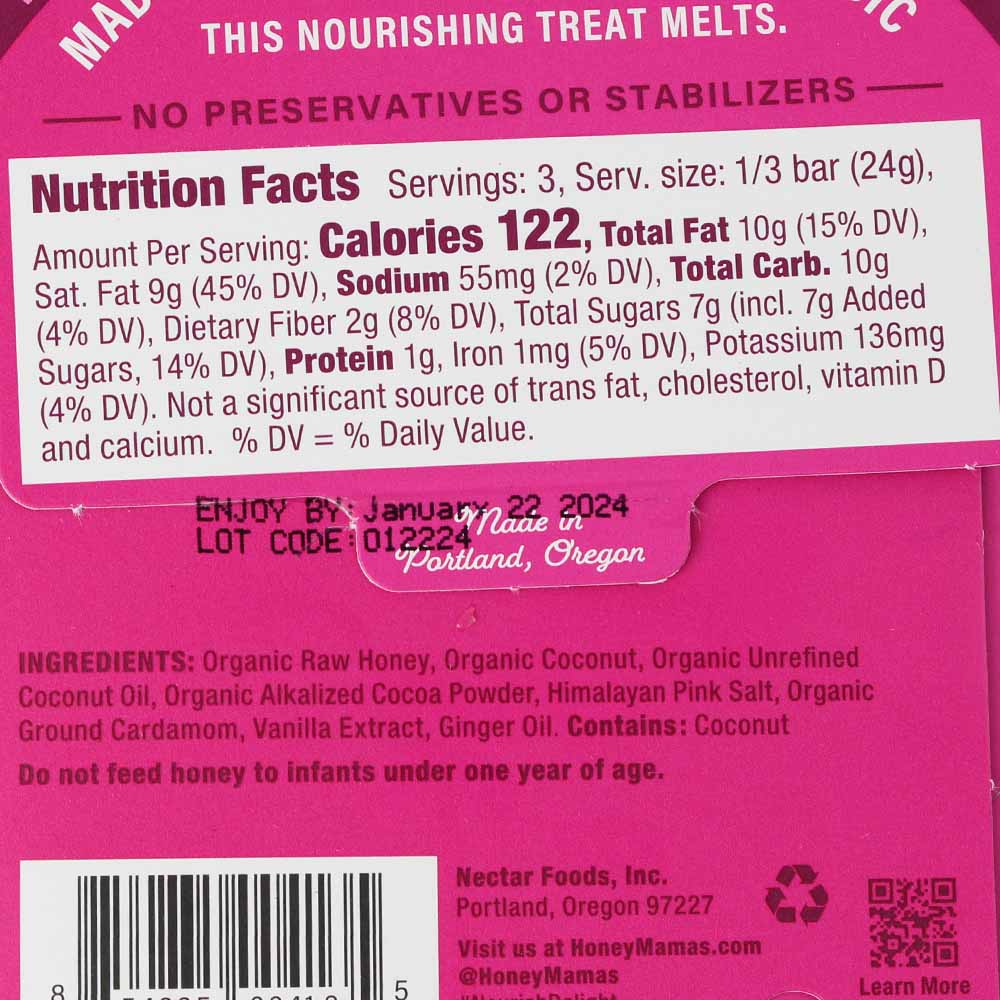 MAD
THIS NOURISHING TREAT MELTS.
NO PRESERVATIVES OR STABILIZERS
Nutrition Facts Servings: 3, Serv. size: 1/3 bar (24g),
Amount Per Serving: Calories 122, Total Fat 10g (15% DV),
Sat. Fat 9g (45% DV), Sodium 55mg (2% DV), Total Carb. 10g
(4% DV), Dietary Fiber 2g (8% DV), Total Sugars 7g (incl. 7g Added
Sugars, 14% DV), Protein 1g, Iron 1mg (5% DV), Potassium 136mg
(4% DV). Not a significant source of trans fat, cholesterol, vitamin D
and calcium. % DV = % Daily Value.
ENJOY BY: January 22 2024
LOT CODE: 012224
Made in
Portland, Oregon
INGREDIENTS: Organic Raw Honey, Organic Coconut, Organic Unrefined
Coconut Oil, Organic Alkalized Cocoa Powder, Himalayan Pink Salt, Organic
Ground Cardamom, Vanilla Extract, Ginger Oil. Contains: Coconut
Do not feed honey to infants under one year of age.
Nectar Foods, Inc.
Portland, Oregon 97227
Visit us at HoneyMamas.com
@HoneyMamas
#NourishDelight
Learn More
8 5